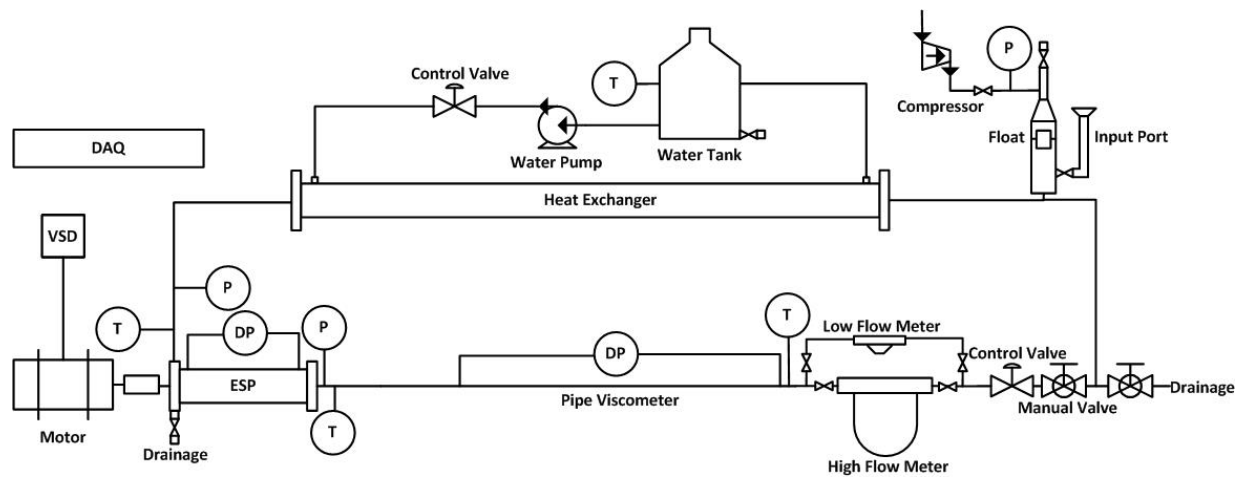 Control Valve
T
P
Compressor
Float
Input Port
Water Pump
Water Tank
DAQ
Heat Exchanger
VSD
P
T
DP
P
T
Low Flow Meter
DP
Control Valve
ESP
Drainage
Pipe Viscometer
Manual Valve
Motor
T
Drainage
High Flow Meter